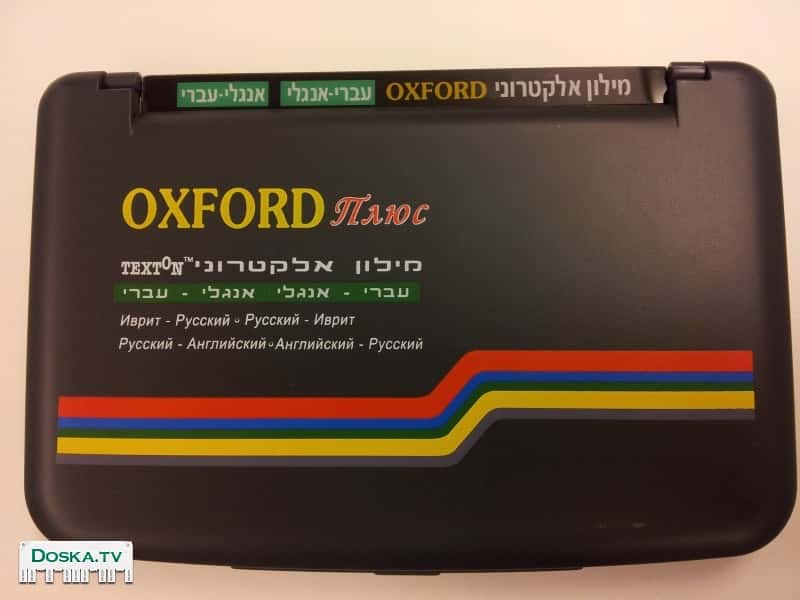 מילון אלקטרוני OXFORD עברי-אנגלי אנגלי-עברי
OXFORD Плюс
מילון אלקטרוני TEXTON™
עברי - אנגלי אנגלי - עברי
Иврит - Русский • Русский - Иврит
Русский - Английский • Английский - Русский
DOSKA.TV